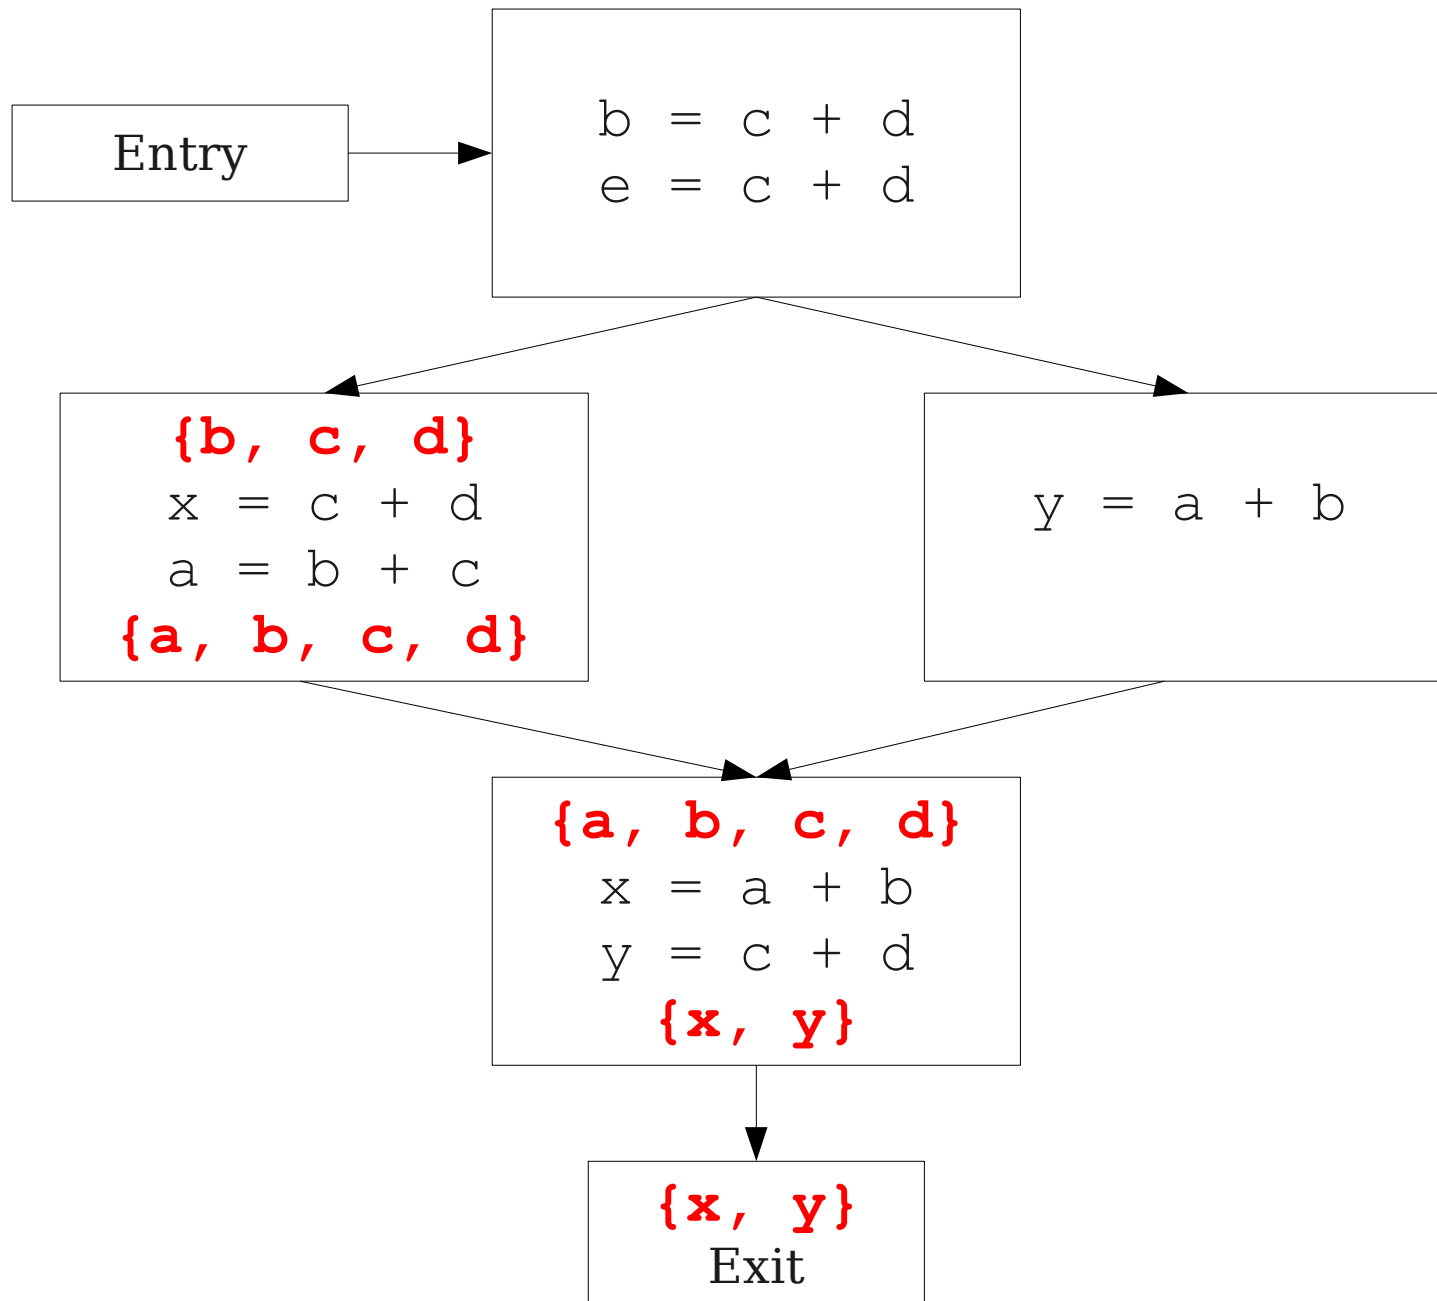 Entry
b = c + d
e = c + d
{b, c, d}
x = c + d
a = b + c
{a, b, c, d}
y = a + b
{a, b, c, d}
x = a + b
y = c + d
{x, y}
{x, y}
Exit